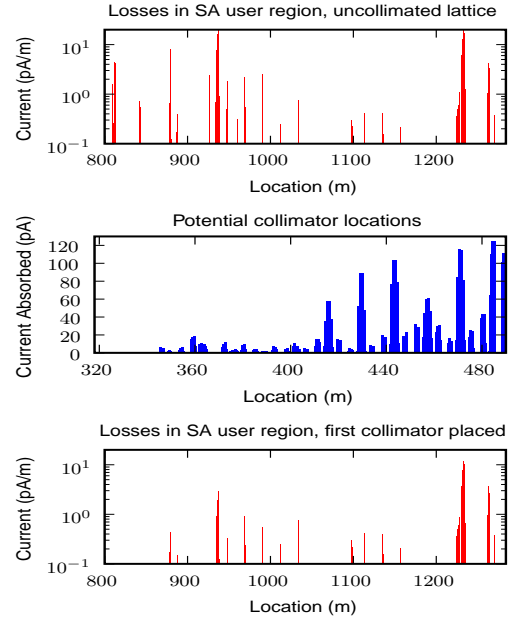 Losses in SA user region, uncollimated lattice
Current (pA/m)
10^1
10^0
10^-1
800 900 1000 1100 1200
Location (m)
Potential collimator locations
Current Absorbed (pA)
120
100
80
60
40
20
0
320 360 400 440 480
Location (m)
Losses in SA user region, first collimator placed
Current (pA/m)
10^1
10^0
10^-1
800 900 1000 1100 1200
Location (m)